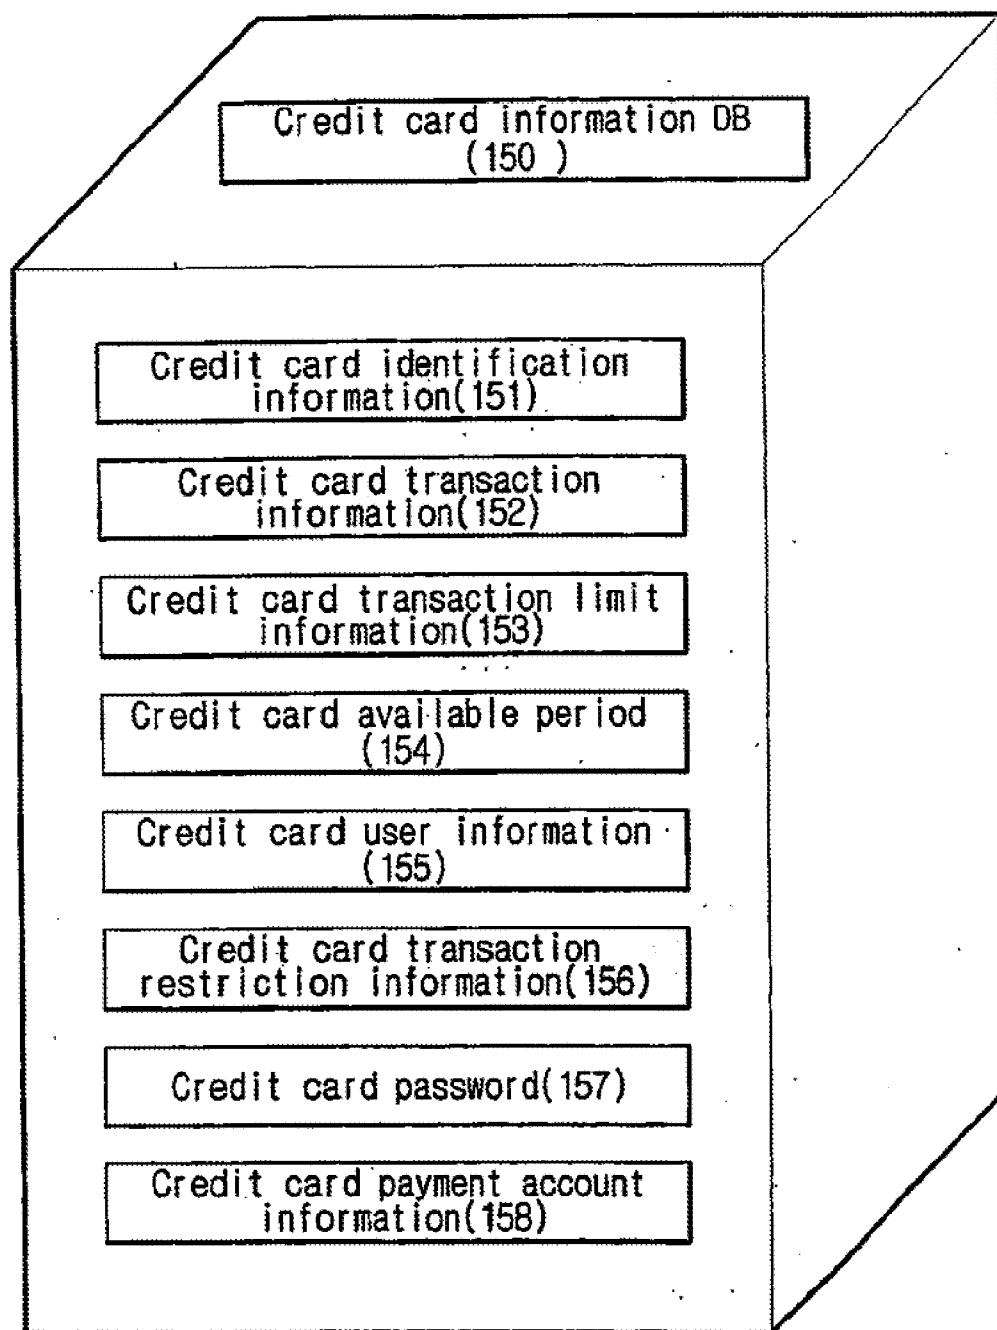 Credit card information DB
(150 )
Credit card identification
information(151)
Credit card transaction
information(152)
Credit card transaction limit
information(153)
Credit card available period
(154)
Credit card user information
(155)
Credit card transaction
restriction information(156)
Credit card password(157)
Credit card payment account
information(158)